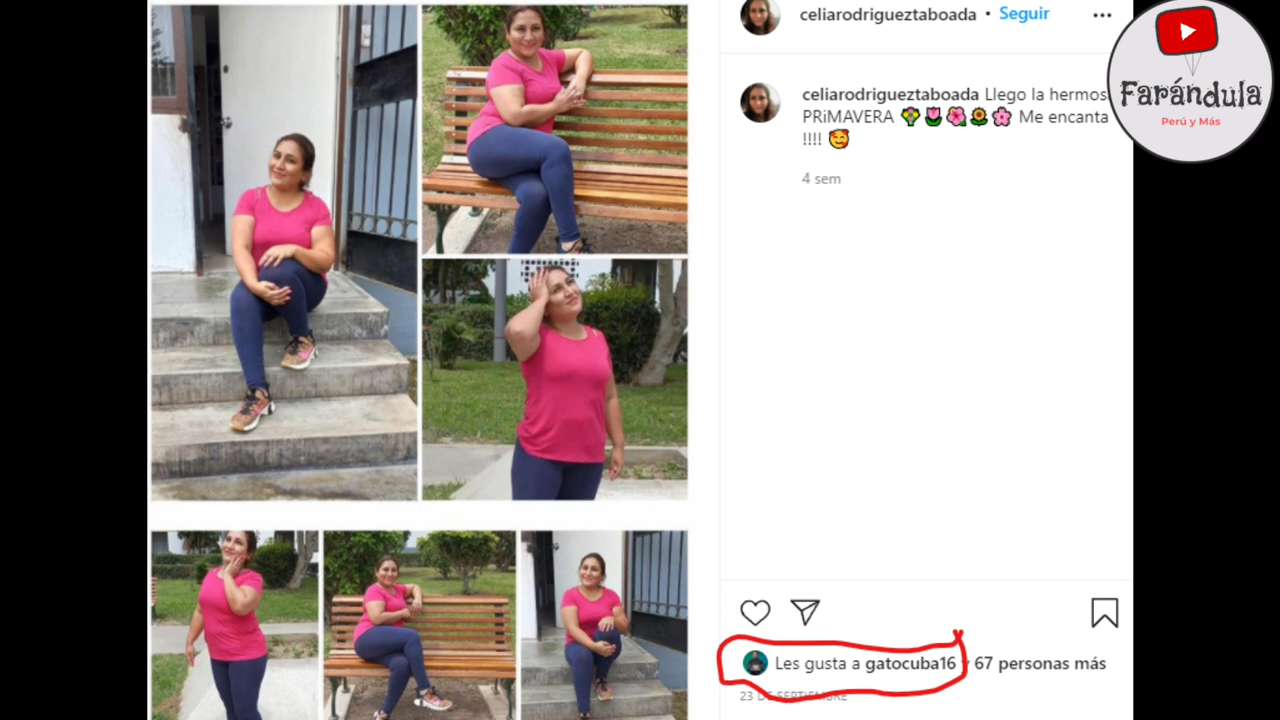 celiarodrigueztaboada • Seguir
celiarodrigueztaboada Llego la hermos
PRiMAVERA 💐🌷🌺🌻🌸 Me encanta
!!!! 🥰
4 sem
Les gusta a gatocuba16 y 67 personas más
23 DE SEPTIEMBRE
Farándula
Perú y Más